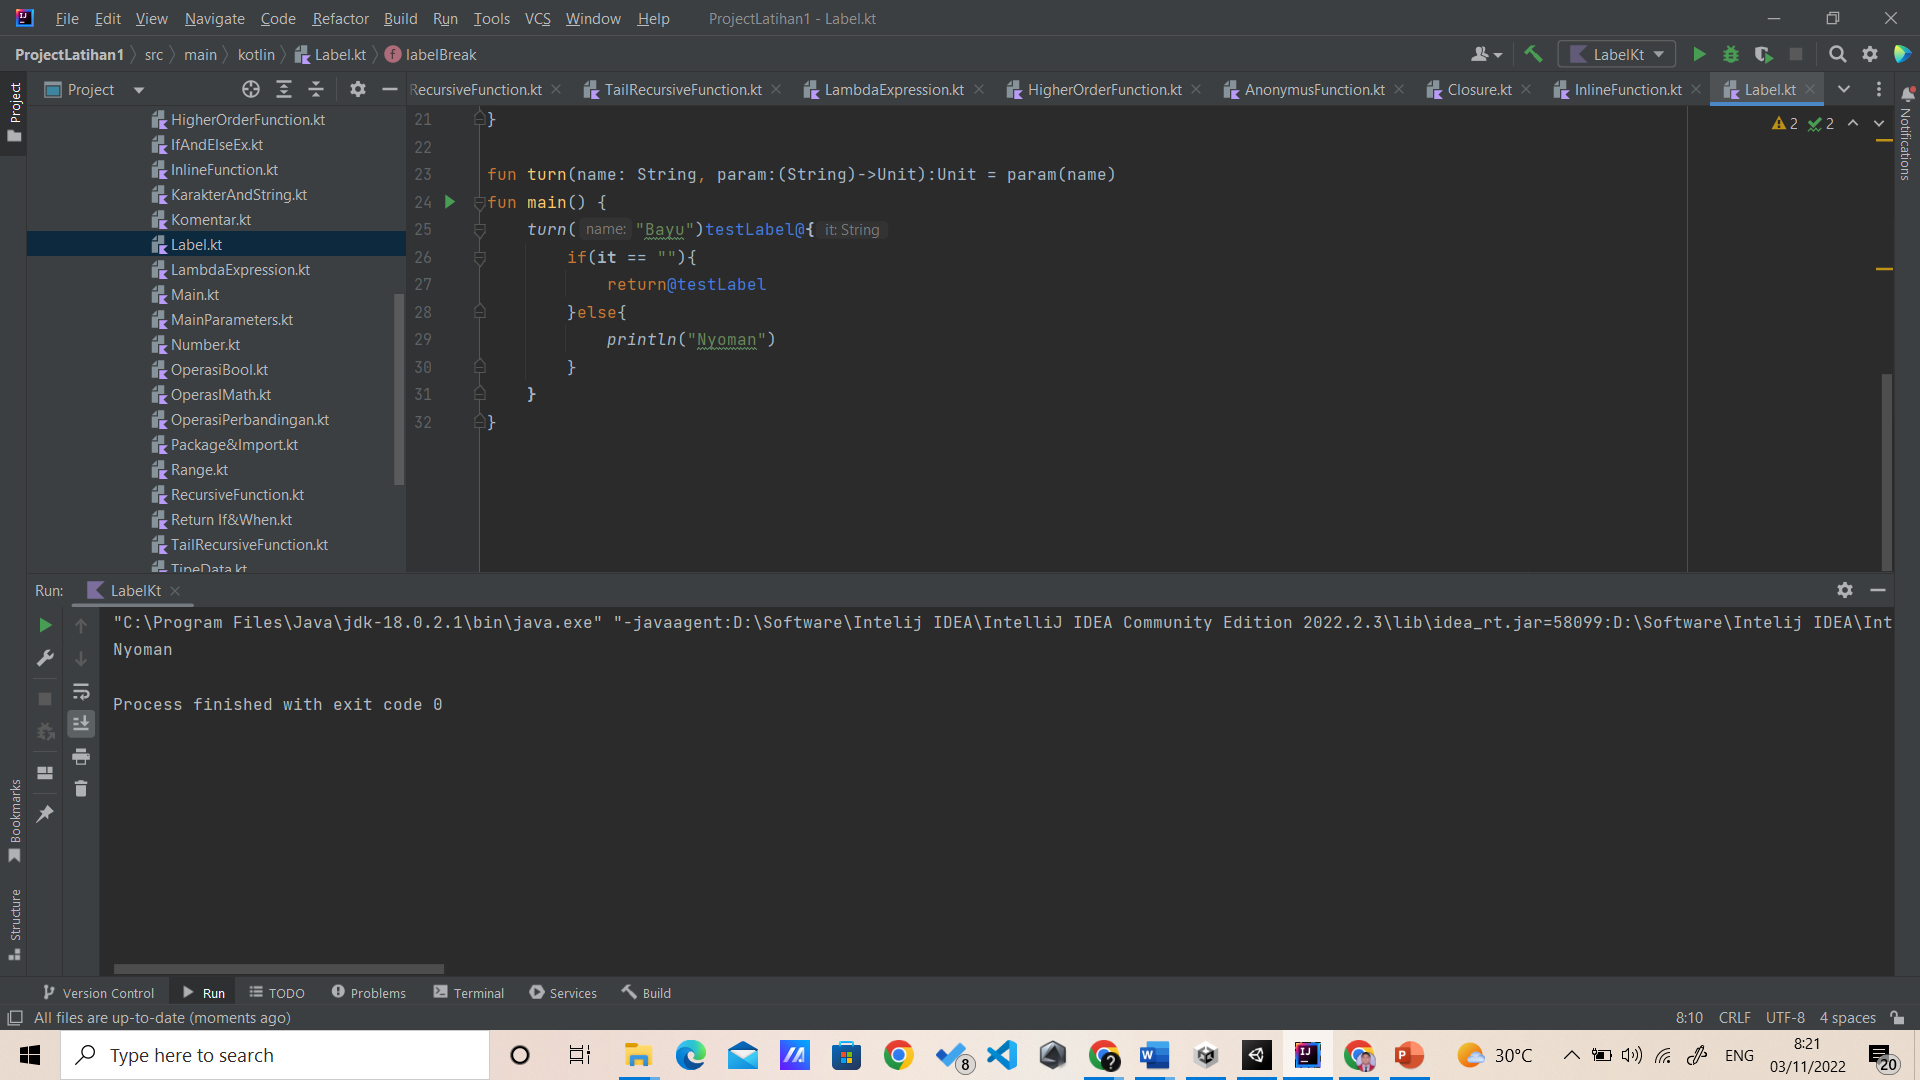 File Edit View Navigate Code Refactor Build Run Tools VCS Window Help ProjectLatihan1 - Label.kt
ProjectLatihan1 src main kotlin Label.kt labelBreak LabelKt
Project RecursiveFunction.kt TailRecursiveFunction.kt LambdaExpression.kt HigherOrderFunction.kt AnonymusFunction.kt Closure.kt InlineFunction.kt Label.kt
Project
Notifications
HigherOrderFunction.kt
IfAndElseEx.kt
InlineFunction.kt
KarakterAndString.kt
Komentar.kt
Label.kt
LambdaExpression.kt
Main.kt
MainParameters.kt
Number.kt
OperasiBool.kt
OperasIMath.kt
OperasiPerbandingan.kt
Package&Import.kt
Range.kt
RecursiveFunction.kt
Return If&When.kt
TailRecursiveFunction.kt
TipeData.kt
2 2
21 }
22
23 fun turn(name: String, param:(String)->Unit):Unit = param(name)
24 fun main() {
25 turn( name: "Bayu")testLabel@{ it: String
26 if(it == ""){
27 return@testLabel
28 }else{
29 println("Nyoman")
30 }
31 }
32 }
Run: LabelKt
"C:\Program Files\Java\jdk-18.0.2.1\bin\java.exe" "-javaagent:D:\Software\Intelij IDEA\IntelliJ IDEA Community Edition 2022.2.3\lib\idea_rt.jar=58099:D:\Software\Intelij IDEA\Int
Nyoman
Process finished with exit code 0
Bookmarks
Structure
Version Control Run TODO Problems Terminal Services Build
All files are up-to-date (moments ago) 8:10 CRLF UTF-8 4 spaces
Type here to search 8 30°C ENG 8:21
03/11/2022 20